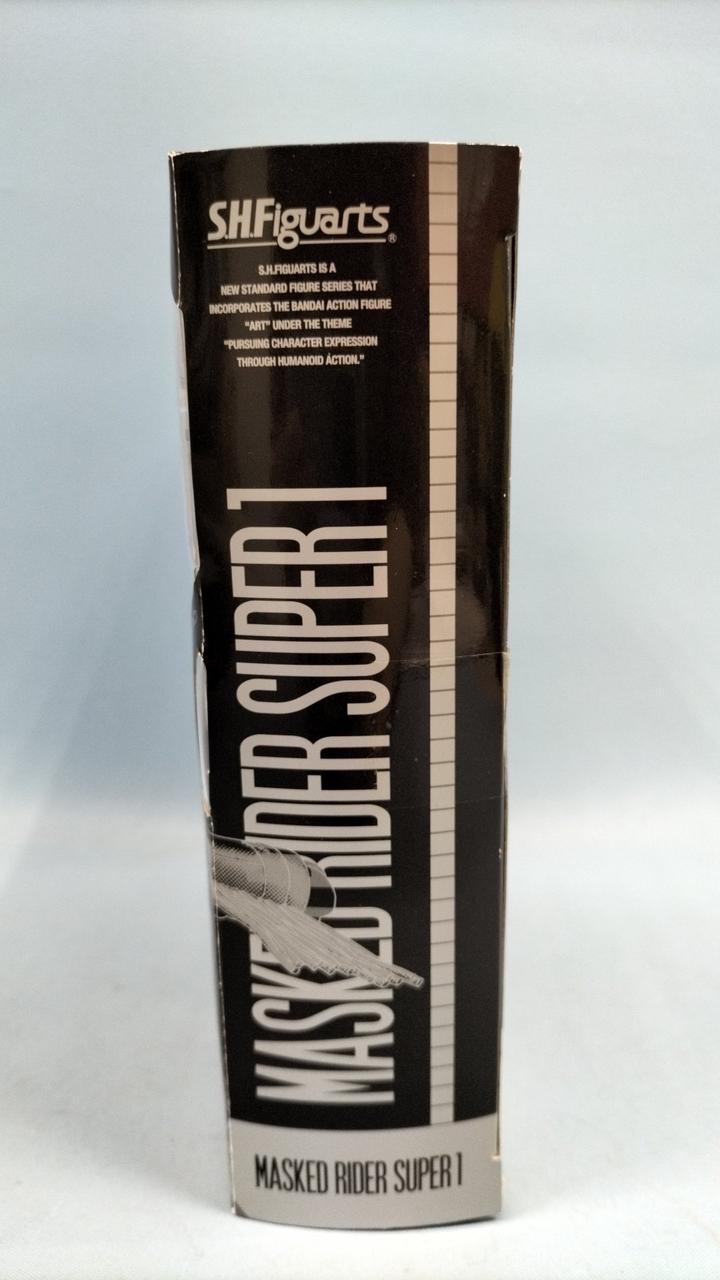 S.H.Figuarts®
S.H.FIGUARTS IS A
NEW STANDARD FIGURE SERIES THAT
INCORPORATES THE BANDAI ACTION FIGURE
"ART" UNDER THE THEME
"PURSUING CHARACTER EXPRESSION
THROUGH HUMANOID ACTION."
MASKED RIDER SUPER 1
MASKED RIDER SUPER 1